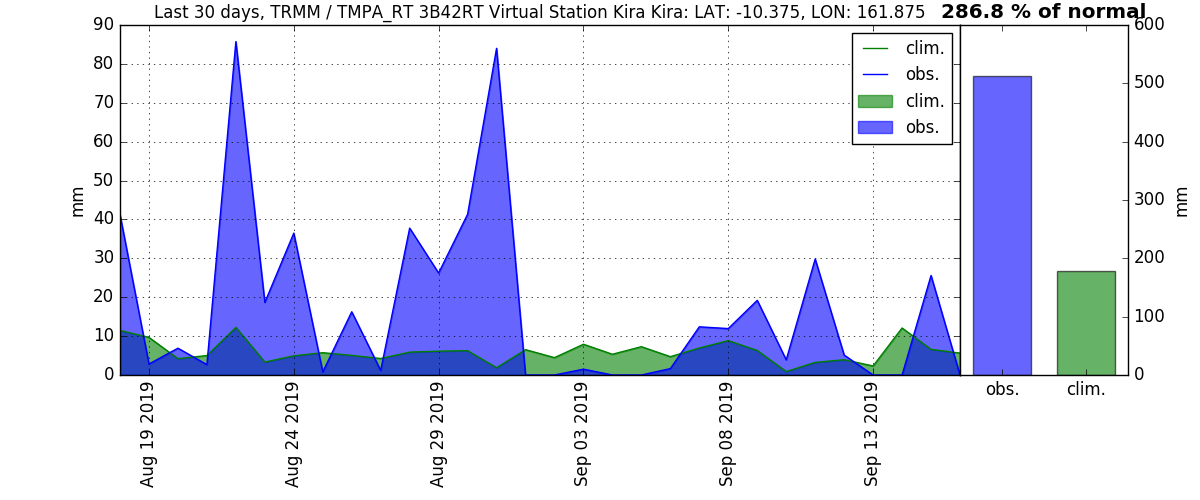 Last 30 days, TRMM / TMPA_RT 3B42RT Virtual Station Kira Kira: LAT: -10.375, LON: 161.875 286.8 % of normal
90
80
70
60
50
40
30
20
10
0
mm
clim.
obs.
clim.
obs.
Aug 19 2019
Aug 24 2019
Aug 29 2019
Sep 03 2019
Sep 08 2019
Sep 13 2019
600
500
400
300
200
100
0
mm
obs. clim.